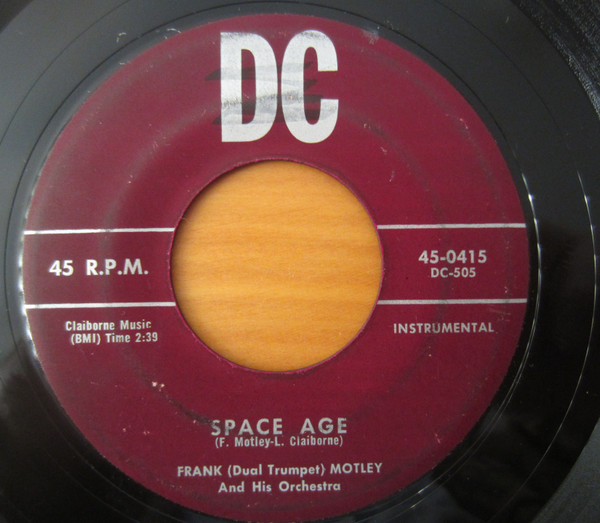 DC
45 R.P.M.
45-0415
DC-505
Claiborne Music
(BMI) Time 2:39
INSTRUMENTAL
SPACE AGE
(F. Motley-L. Claiborne)
FRANK (Dual Trumpet) MOTLEY
And His Orchestra